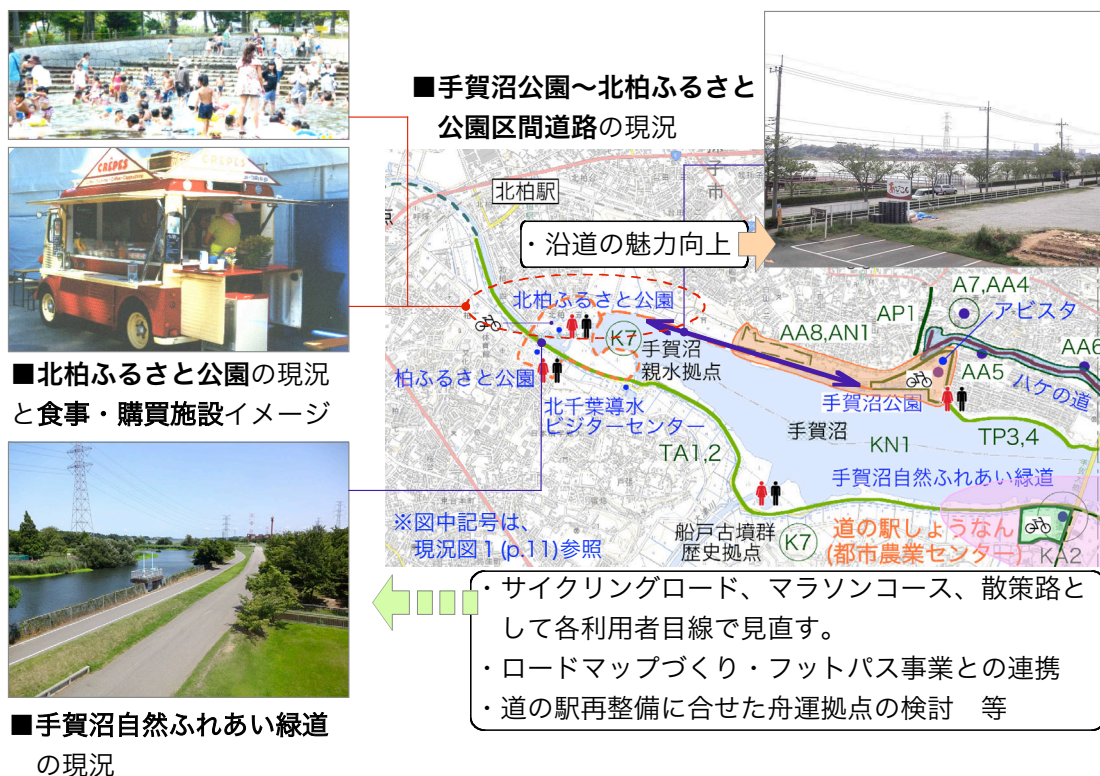 ■手賀沼公園～北柏ふるさと
公園区間道路の現況
CRÊPES
■北柏ふるさと公園の現況
と食事・購買施設イメージ
北柏駅
・沿道の魅力向上
北柏ふるさと公園
K7
手賀沼
親水拠点
柏ふるさと公園
北千葉導水
ビジターセンター
TA1,2
AA8,AN1
AP1
A7,AA4
アビスタ
AA6
AA5
ハケの道
手賀沼公園
手賀沼
KN1
TP3,4
手賀沼自然ふれあい緑道
※図中記号は、
現況図1(p.11)参照
船戸古墳群
歴史拠点
K7
道の駅しょうなん
(都市農業センター)
KA2
・サイクリングロード、マラソンコース、散策路と
して各利用者目線で見直す。
・ロードマップづくり・フットパス事業との連携
・道の駅再整備に合せた舟運拠点の検討　等
■手賀沼自然ふれあい緑道
の現況